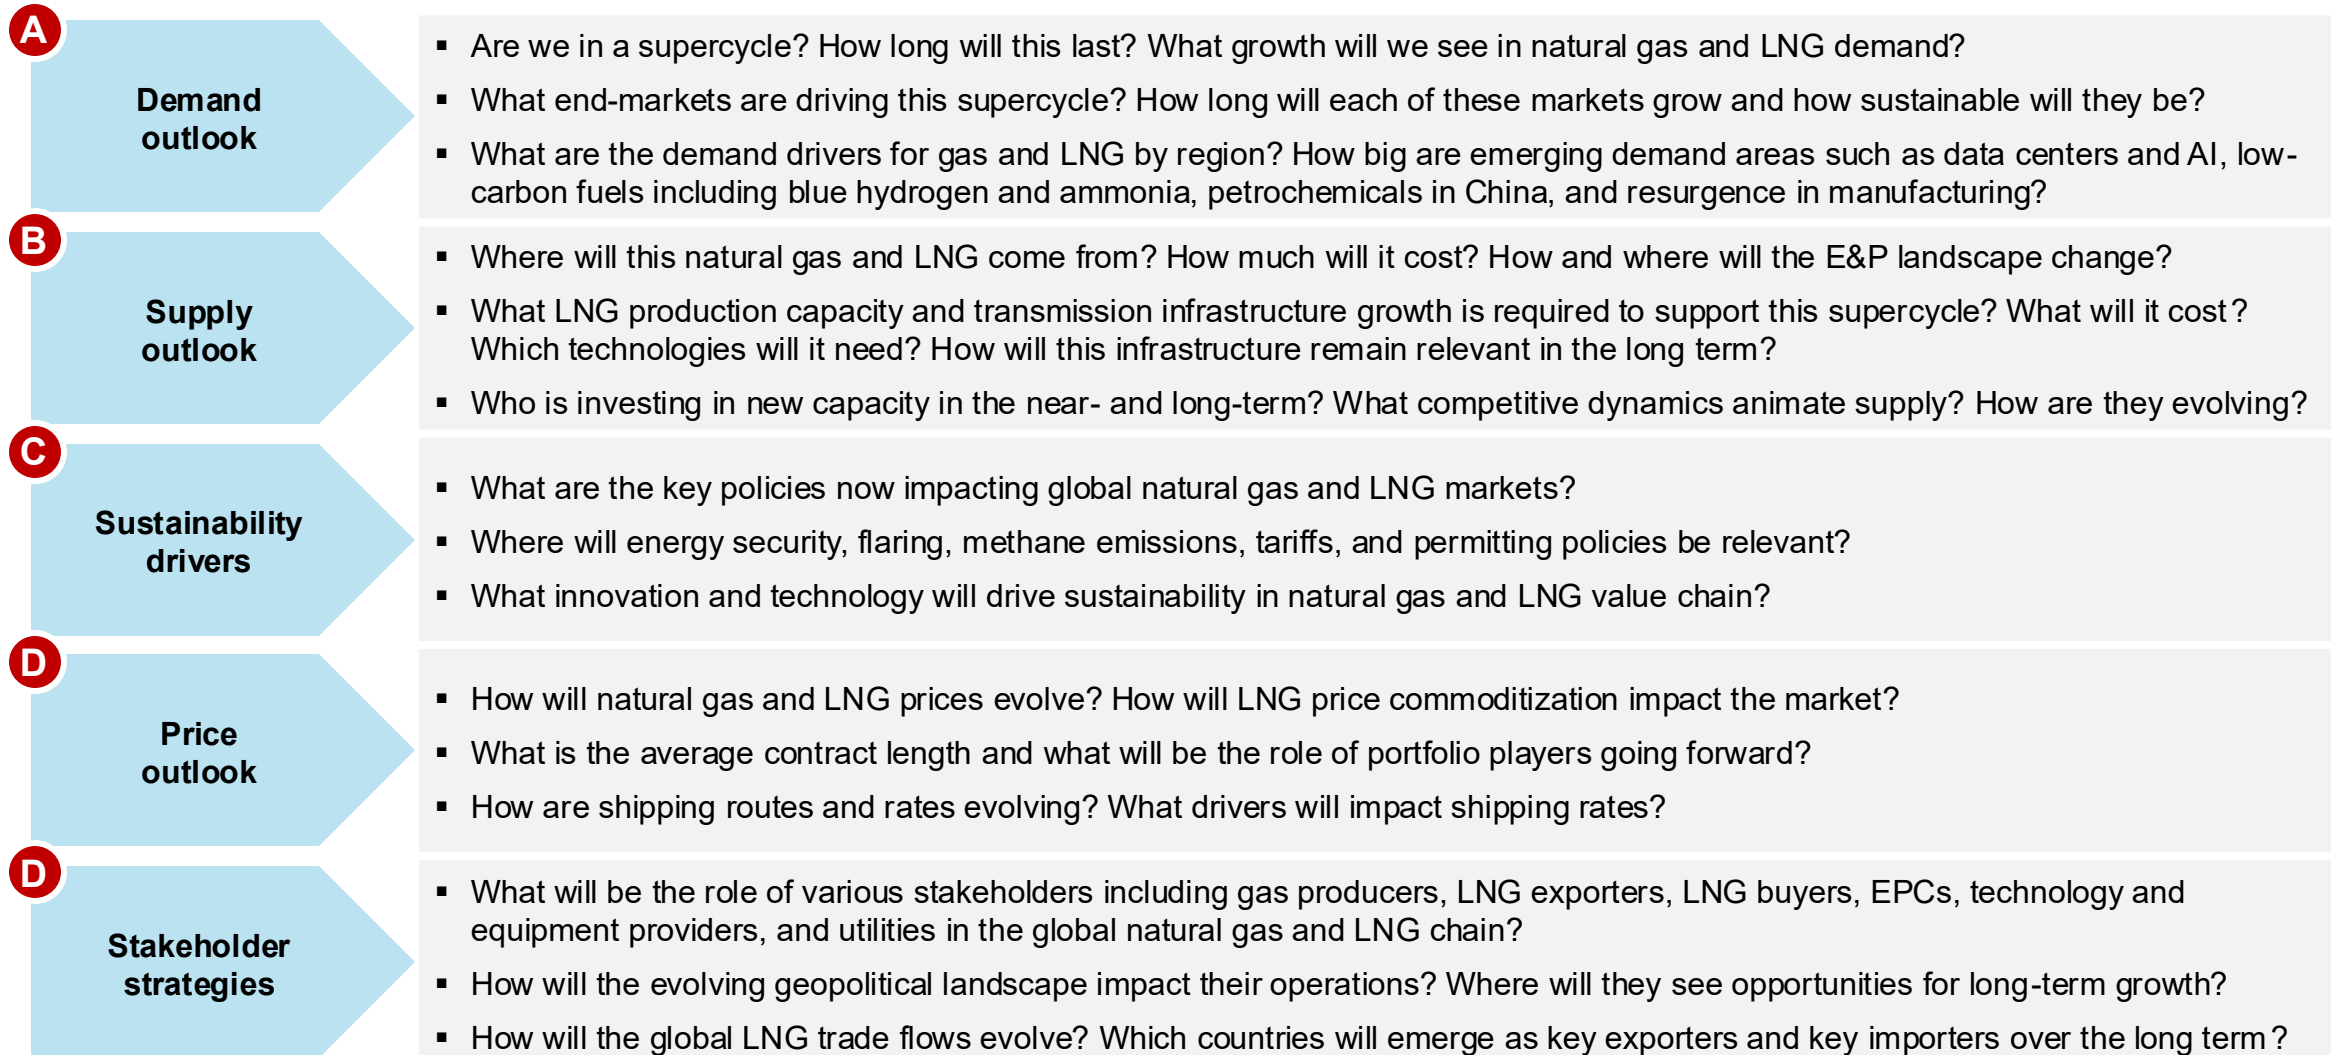 A
Demand
outlook
▪ Are we in a supercycle? How long will this last? What growth will we see in natural gas and LNG demand?
▪ What end-markets are driving this supercycle? How long will each of these markets grow and how sustainable will they be?
▪ What are the demand drivers for gas and LNG by region? How big are emerging demand areas such as data centers and AI, low-
carbon fuels including blue hydrogen and ammonia, petrochemicals in China, and resurgence in manufacturing?
B
Supply
outlook
▪ Where will this natural gas and LNG come from? How much will it cost? How and where will the E&P landscape change?
▪ What LNG production capacity and transmission infrastructure growth is required to support this supercycle? What will it cost?
Which technologies will it need? How will this infrastructure remain relevant in the long term?
▪ Who is investing in new capacity in the near- and long-term? What competitive dynamics animate supply? How are they evolving?
C
Sustainability
drivers
▪ What are the key policies now impacting global natural gas and LNG markets?
▪ Where will energy security, flaring, methane emissions, tariffs, and permitting policies be relevant?
▪ What innovation and technology will drive sustainability in natural gas and LNG value chain?
D
Price
outlook
▪ How will natural gas and LNG prices evolve? How will LNG price commoditization impact the market?
▪ What is the average contract length and what will be the role of portfolio players going forward?
▪ How are shipping routes and rates evolving? What drivers will impact shipping rates?
D
Stakeholder
strategies
▪ What will be the role of various stakeholders including gas producers, LNG exporters, LNG buyers, EPCs, technology and
equipment providers, and utilities in the global natural gas and LNG chain?
▪ How will the evolving geopolitical landscape impact their operations? Where will they see opportunities for long-term growth?
▪ How will the global LNG trade flows evolve? Which countries will emerge as key exporters and key importers over the long term?